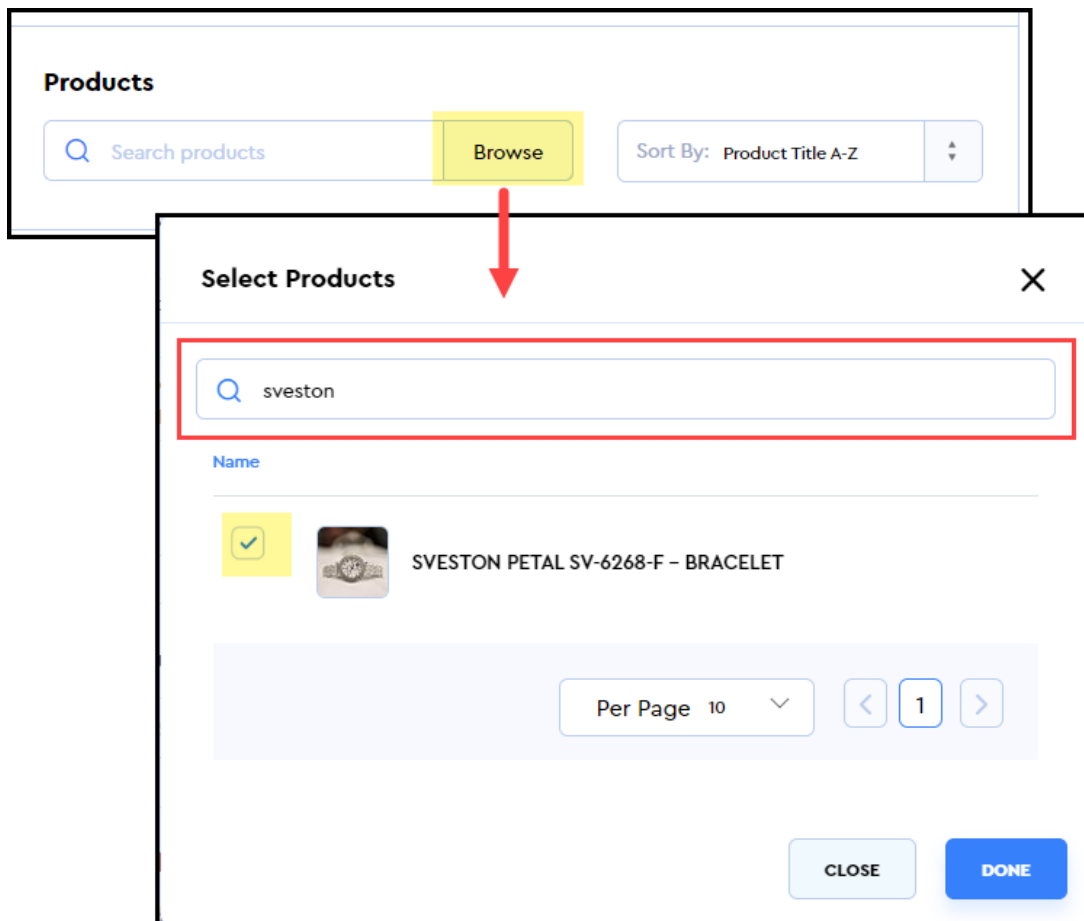 Products
Search products
Browse
Sort By: Product Title A-Z
Select Products
sveston
Name
SVESTON PETAL SV-6268-F – BRACELET
Per Page 10
1
CLOSE
DONE